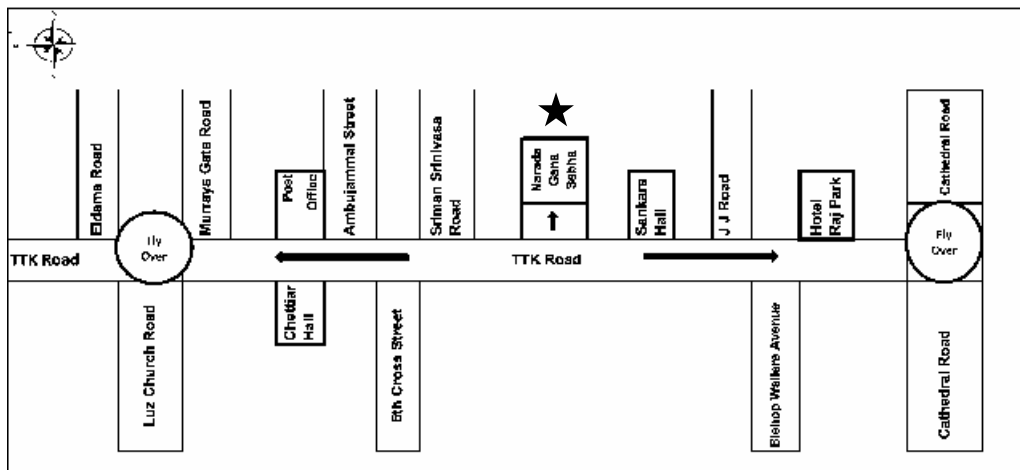 Eldams Road
Murrays Gate Road
Post
Office
Ambujammal Street
Sriman Srinivasa
Road
Narada
Gana
Sabha
Sankara
Hall
J J Road
Hotel
Raj Park
Cathedral Road
Fly
Over
Fly
Over
TTK Road
TTK Road
Luz Church Road
Chettiar
Hall
6th Cross Street
Bishop Wallers Avenue
Cathedral Road